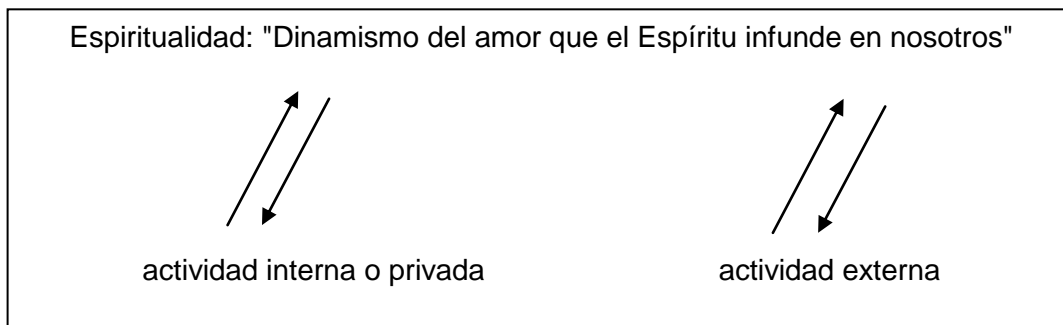 Espiritualidad: "Dinamismo del amor que el Espíritu infunde en nosotros"
actividad interna o privada
actividad externa